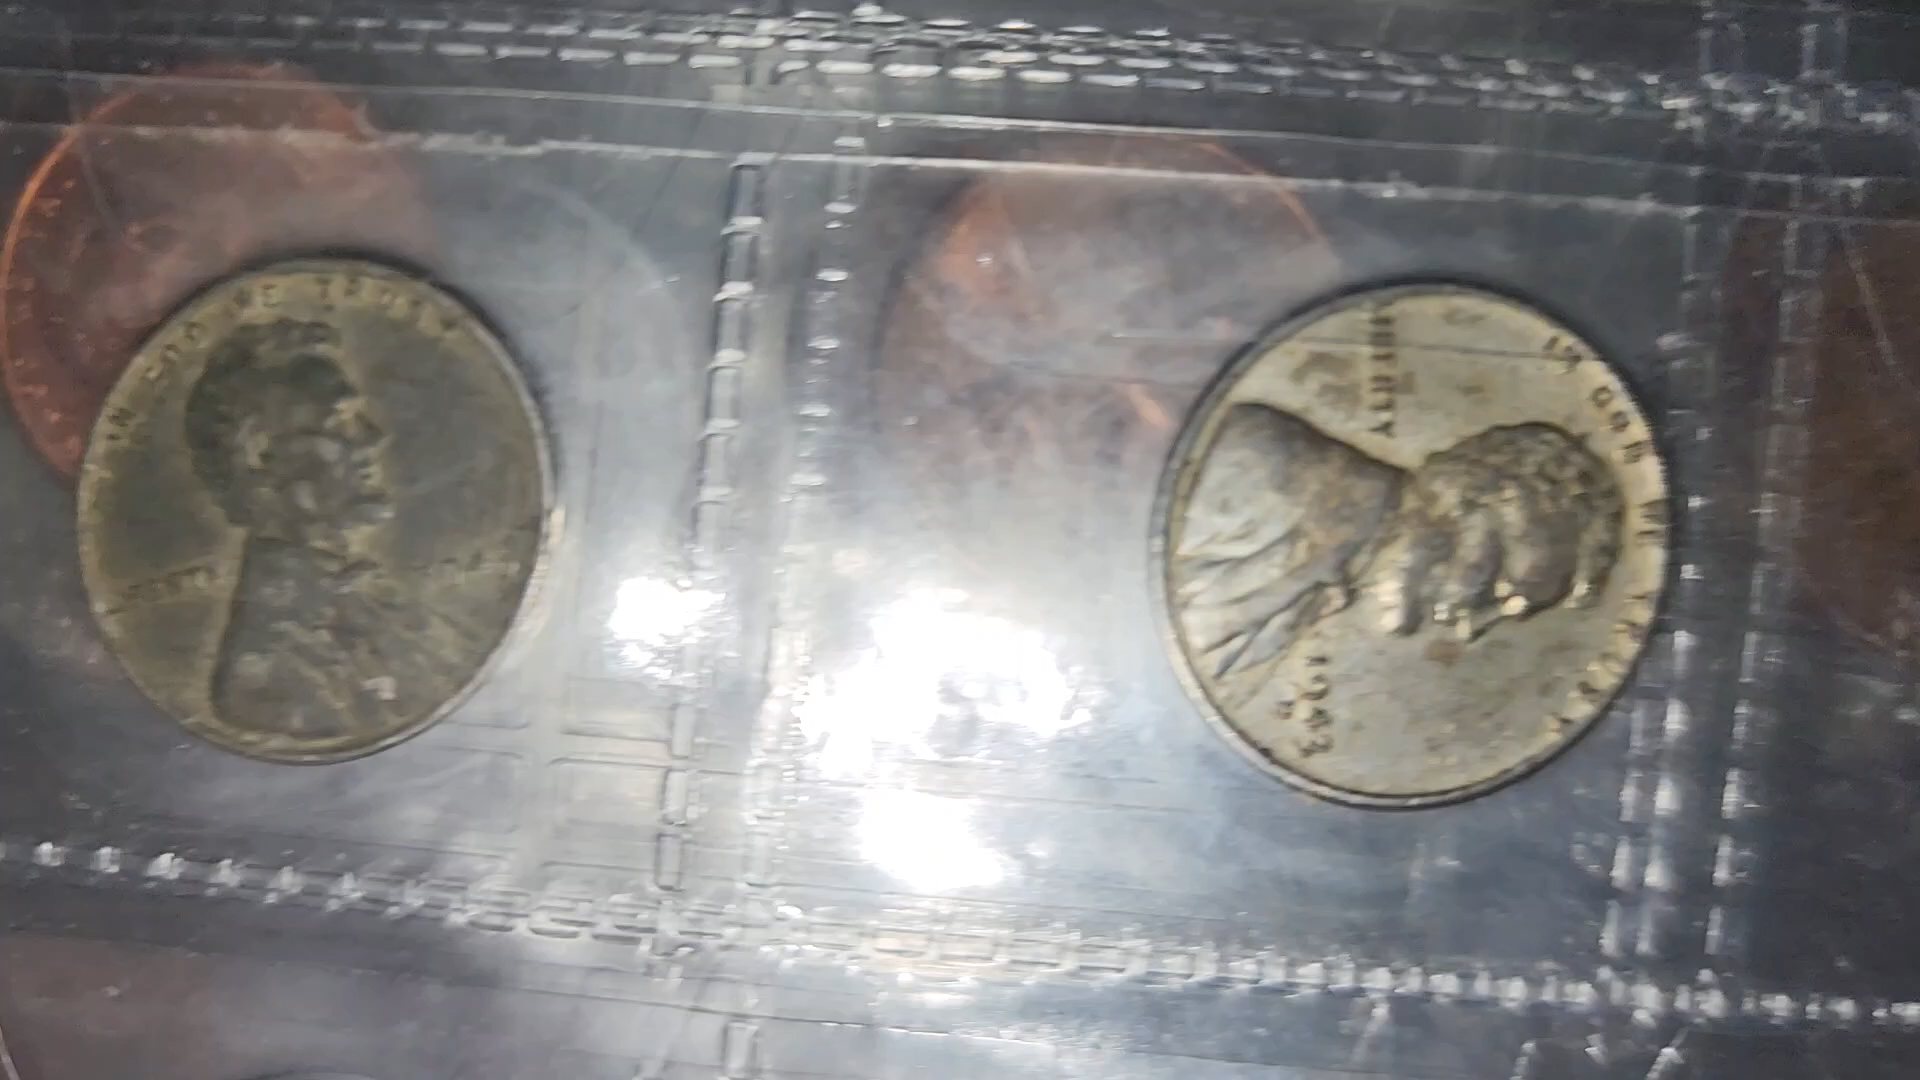 IN GOD WE TRUST
LIBERTY
IN GOD WE TRUST
LIBERTY
1943
D